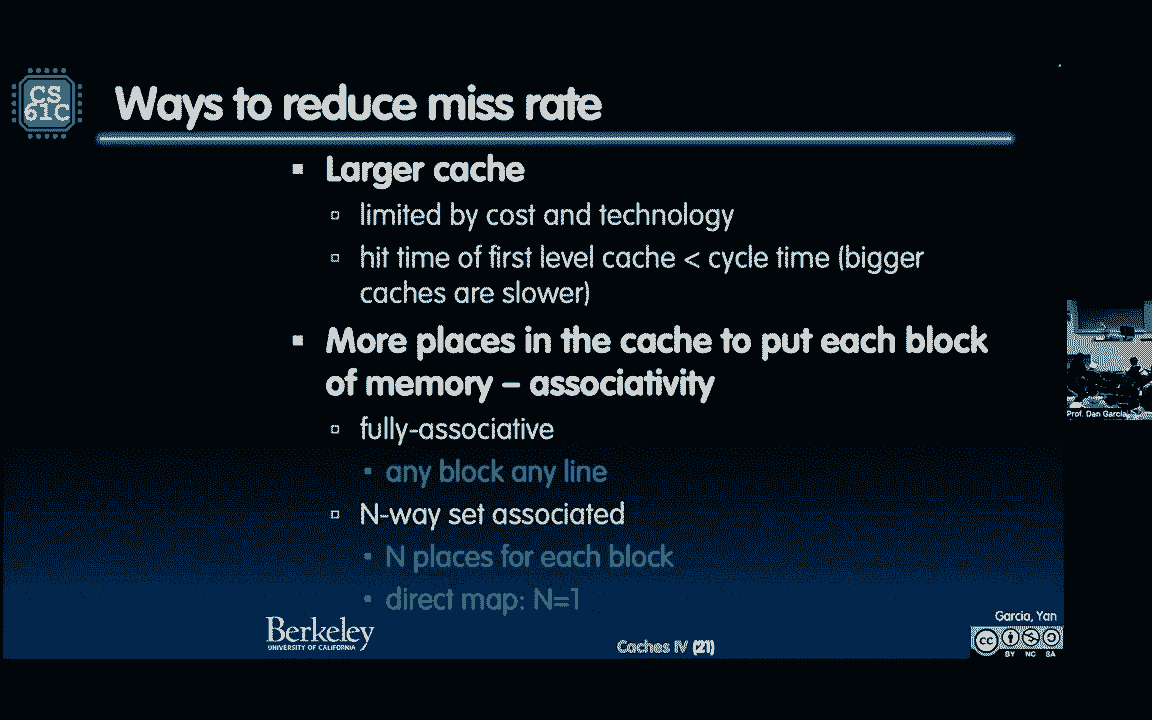 CS
61C
Ways to reduce miss rate
▪ Larger cache
▫ limited by cost and technology
▫ hit time of first level cache < cycle time (bigger
caches are slower)
▪ More places in the cache to put each block
of memory – associativity
▫ fully-associative
▪ any block any line
▫ N-way set associated
▪ N places for each block
▪ direct map: N=1
Prof. Dan Garcia
Berkeley
UNIVERSITY OF CALIFORNIA
Caches IV (21)
Garcia, Yan
cc
BY NC SA